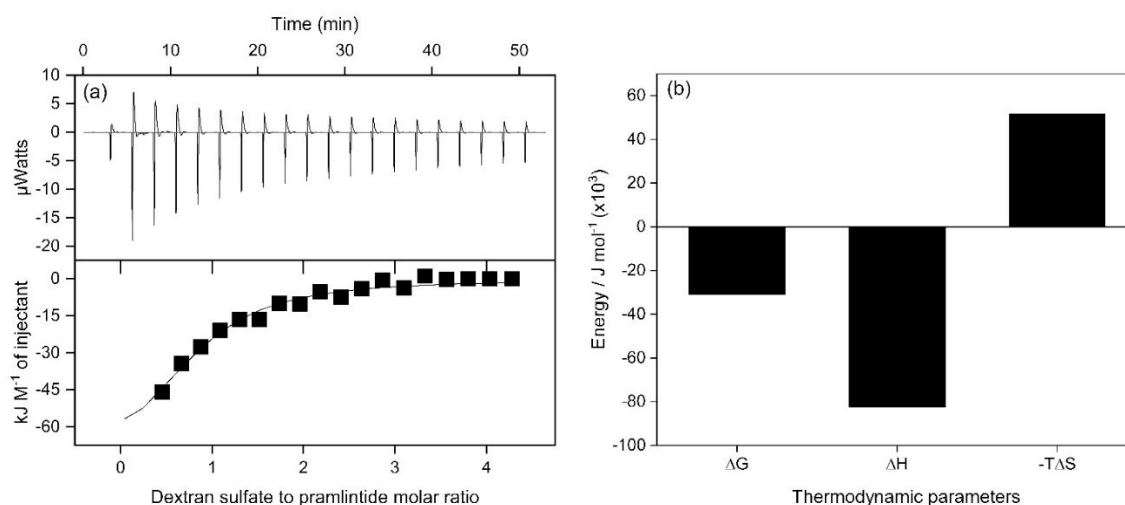 Time (min)
0 10 20 30 40 50
(a)
10
5
0
-5
-10
-15
-20
µWatts
0
-15
-30
-45
-60
kJ M⁻¹ of injectant
0 1 2 3 4
Dextran sulfate to pramlintide molar ratio
(b)
60
40
20
0
-20
-40
-60
-80
-100
Energy / J mol⁻¹ (x10³)
ΔG ΔH -TΔS
Thermodynamic parameters